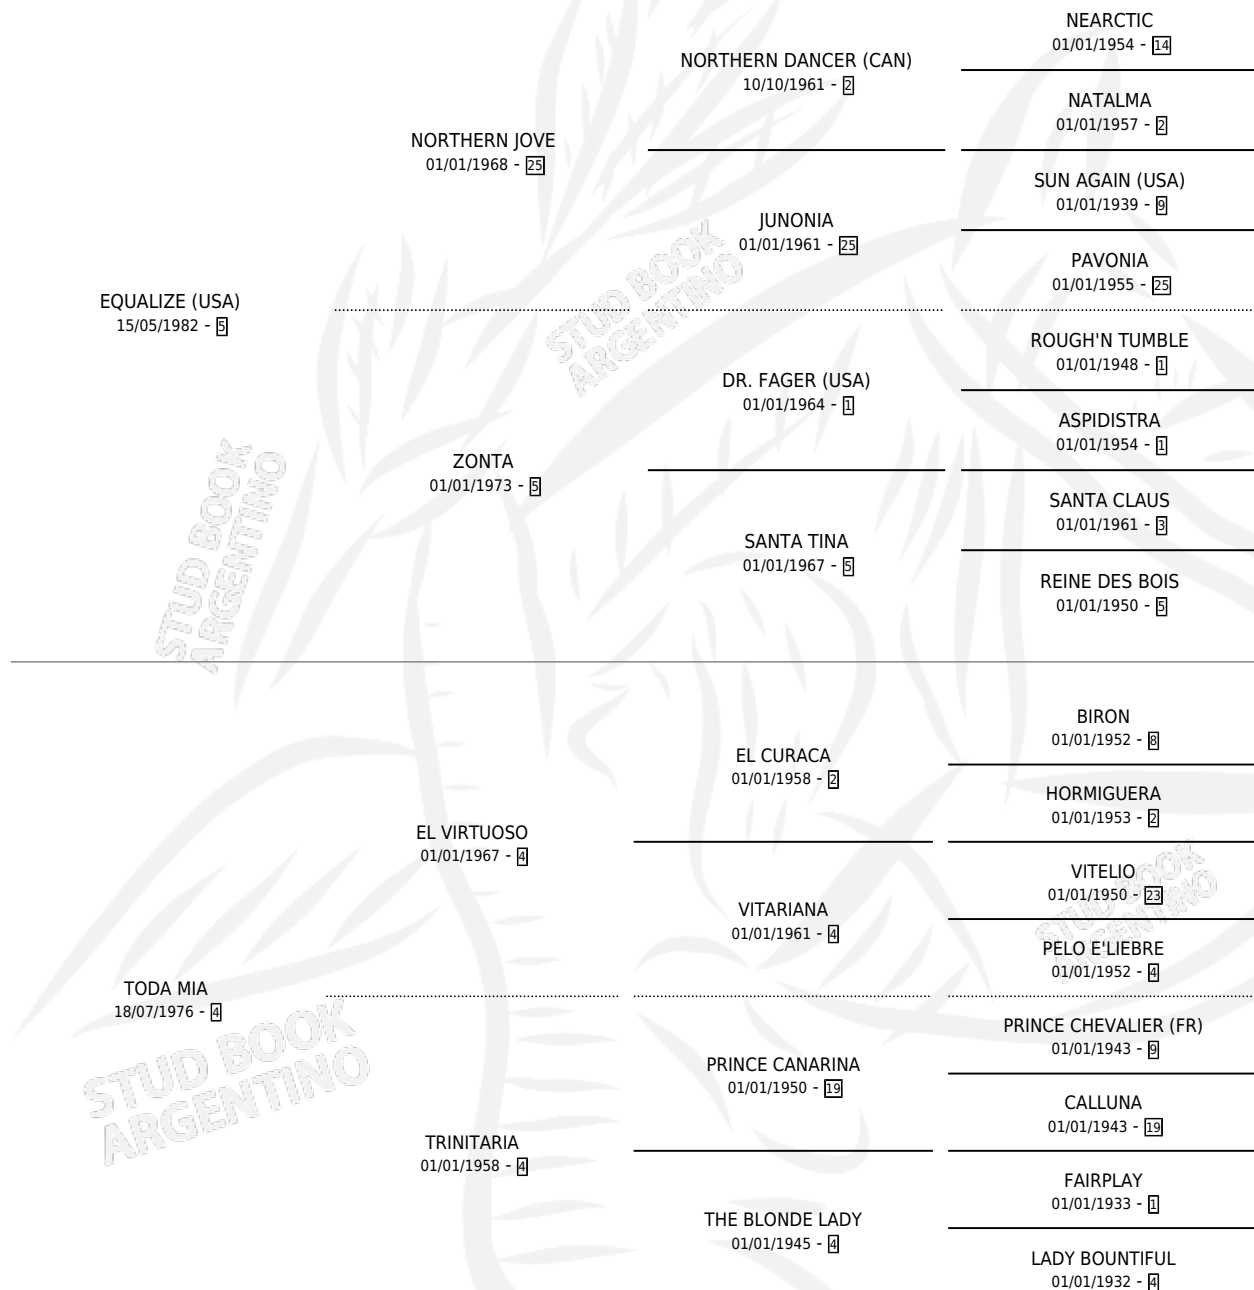 NEARCTIC
01/01/1954 - 14
NORTHERN DANCER (CAN)
10/10/1961 - 2
NATALMA
01/01/1957 - 2
NORTHERN JOVE
01/01/1968 - 25
SUN AGAIN (USA)
01/01/1939 - 9
JUNONIA
01/01/1961 - 25
PAVONIA
01/01/1955 - 25
EQUALIZE (USA)
15/05/1982 - 5
ROUGH'N TUMBLE
01/01/1948 - 1
DR. FAGER (USA)
01/01/1964 - 1
ASPIDISTRA
01/01/1954 - 1
ZONTA
01/01/1973 - 5
SANTA CLAUS
01/01/1961 - 3
SANTA TINA
01/01/1967 - 5
REINE DES BOIS
01/01/1950 - 5
BIRON
01/01/1952 - 8
EL CURACA
01/01/1958 - 2
HORMIGUERA
01/01/1953 - 2
EL VIRTUOSO
01/01/1967 - 4
VITELIO
01/01/1950 - 23
VITARIANA
01/01/1961 - 4
PELO E'LIEBRE
01/01/1952 - 4
TODA MIA
18/07/1976 - 4
PRINCE CHEVALIER (FR)
01/01/1943 - 9
PRINCE CANARINA
01/01/1950 - 19
CALLUNA
01/01/1943 - 19
TRINITARIA
01/01/1958 - 4
FAIRPLAY
01/01/1933 - 1
THE BLONDE LADY
01/01/1945 - 4
LADY BOUNTIFUL
01/01/1932 - 4
STUD BOOK
ARGENTINO
STUD BOOK
ARGENTINO
STUD BOOK
ARGENTINO
STUD BOOK
ARGENTINO